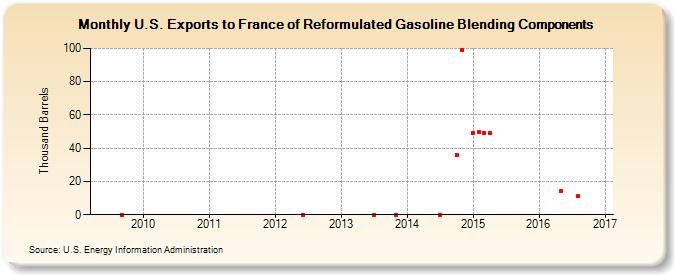 Monthly U.S. Exports to France of Reformulated Gasoline Blending Components
Thousand Barrels
100
80
60
40
20
0
2010 2011 2012 2013 2014 2015 2016 2017
Source: U.S. Energy Information Administration